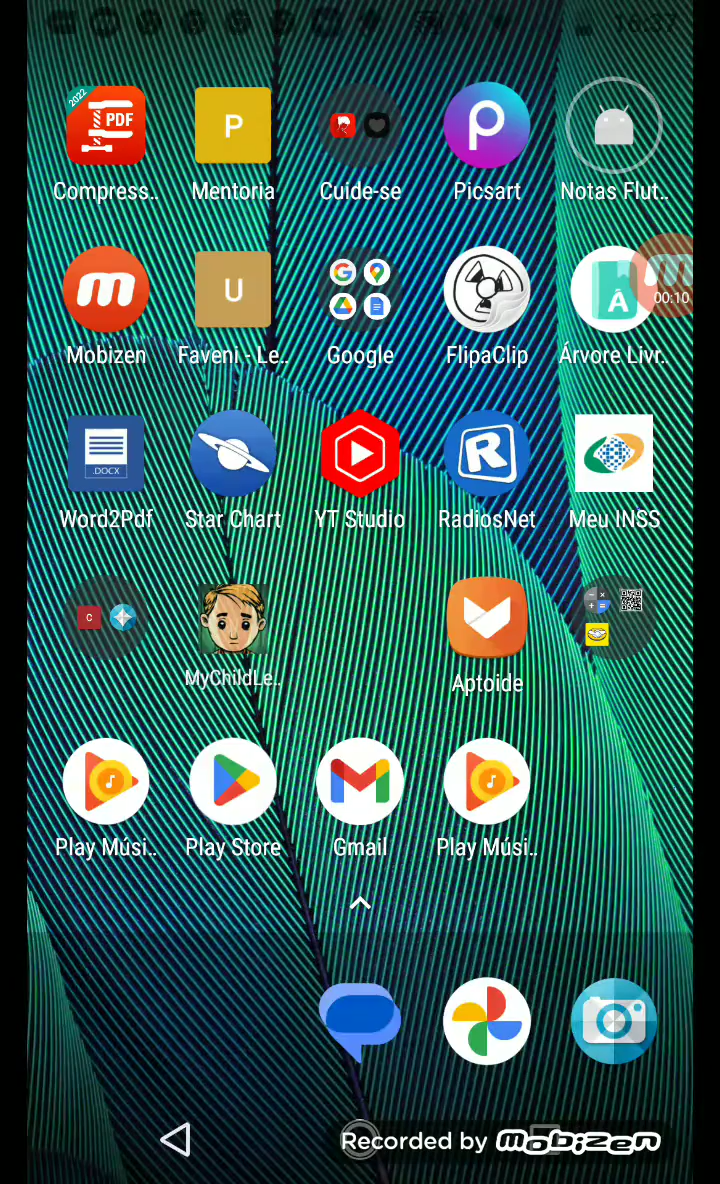 16:37
2022
PDF
P
Compress..
Mentoria
Cuide-se
Picsart
Notas Flut..
00:10
U
Mobizen
Faveni - Le..
Google
FlipaClip
Árvore Livr..
.DOCX
Word2Pdf
Star Chart
YT Studio
RadiosNet
Meu INSS
C
MyChildLe..
Aptoide
Play Músi..
Play Store
Gmail
Play Músi..
Recorded by mobizen